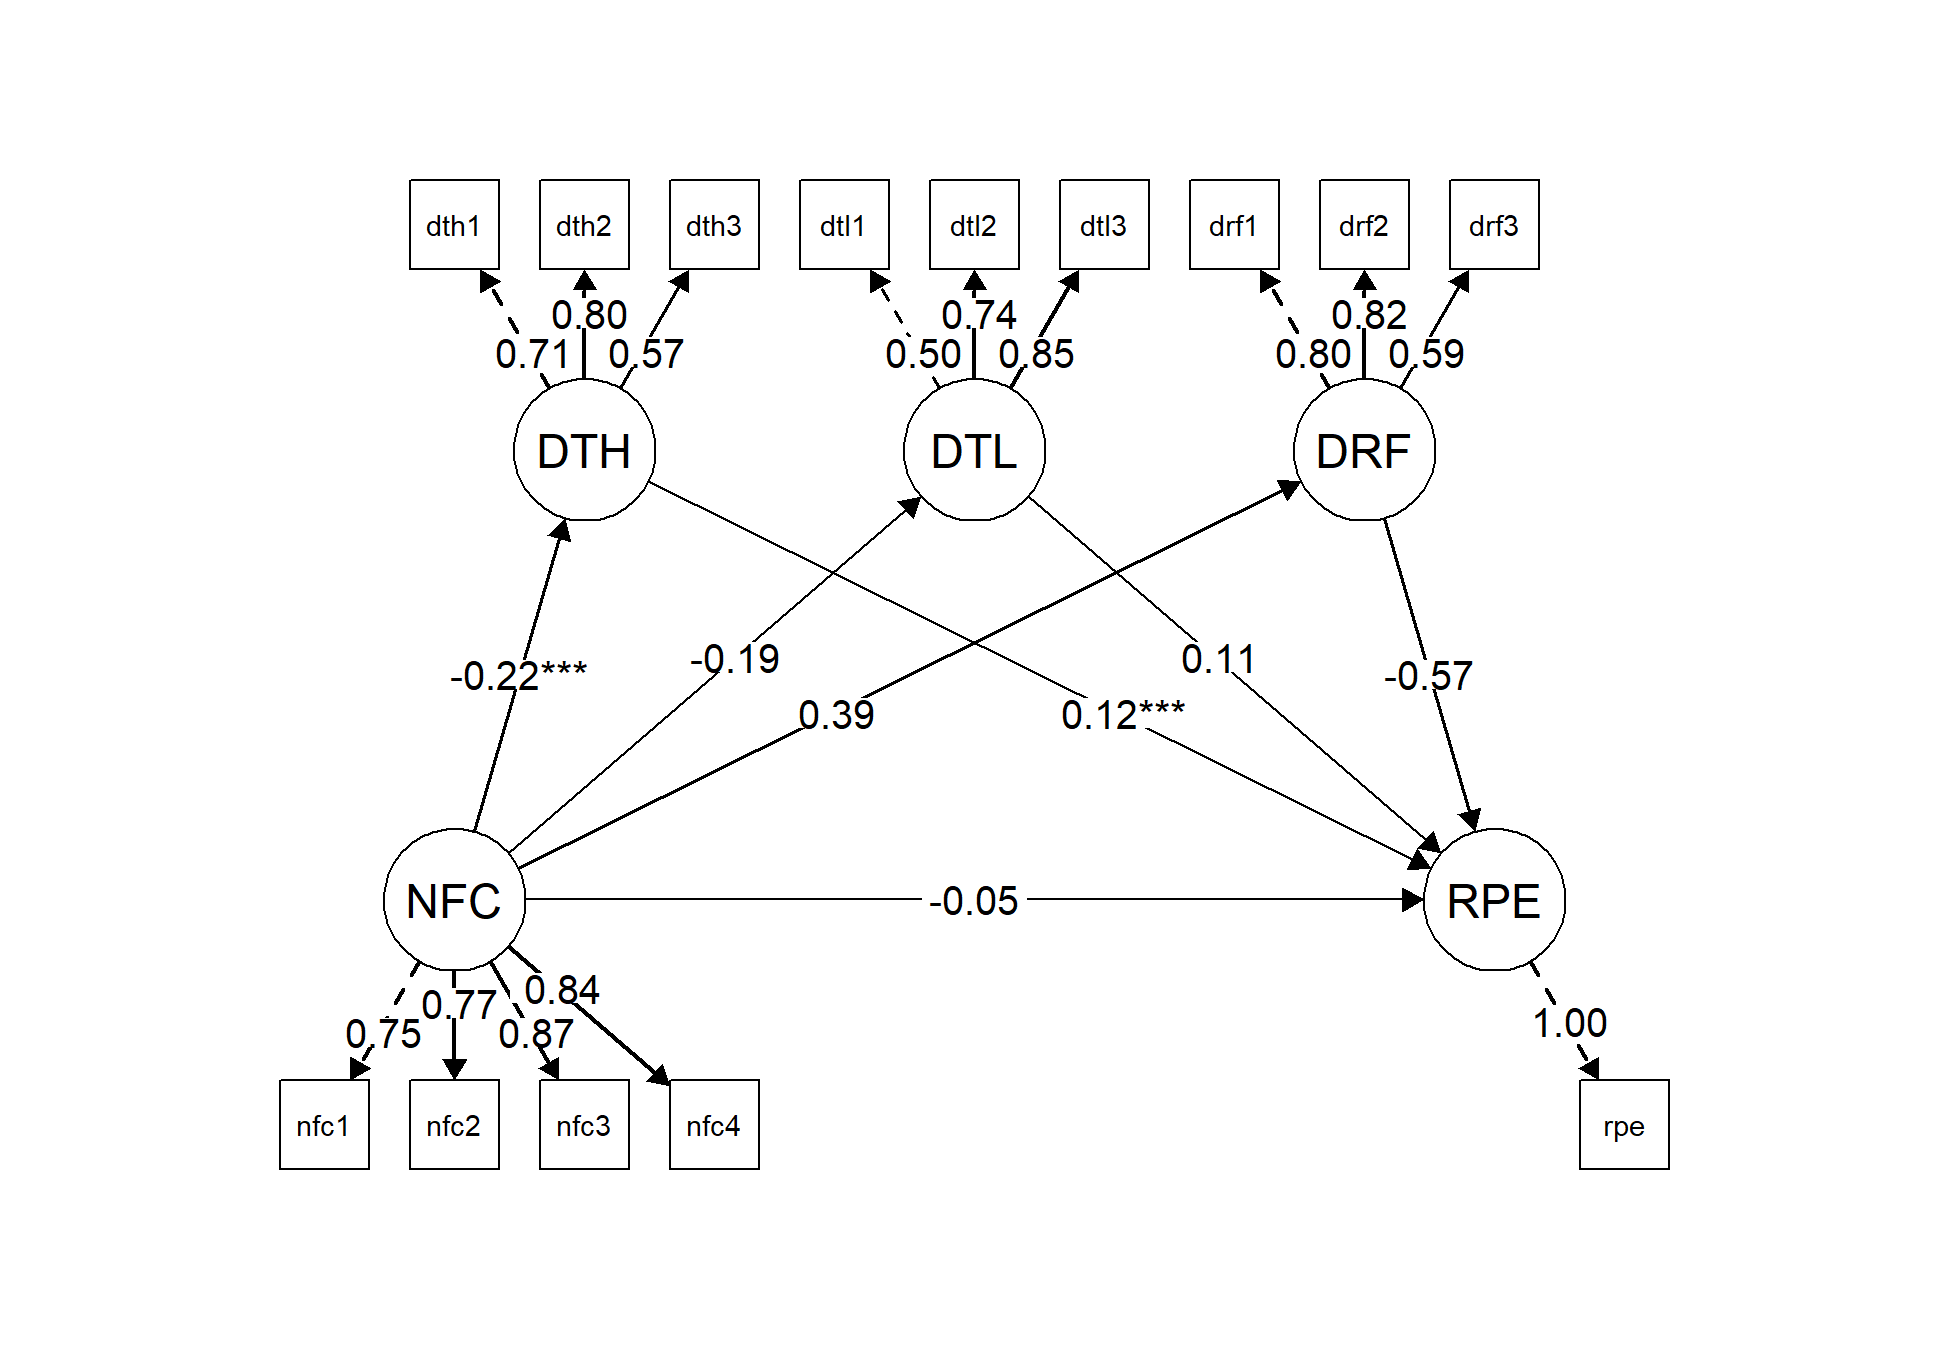 dth1 dth2 dth3 dtl1 dtl2 dtl3 drf1 drf2 drf3
0.80 0.74 0.82
0.71 0.57 0.50 0.85 0.80 0.59
DTH DTL DRF
-0.22*** -0.19 0.11 -0.57
0.39 0.12***
NFC -0.05 RPE
0.77 0.84
0.75 0.87 1.00
nfc1 nfc2 nfc3 nfc4 rpe